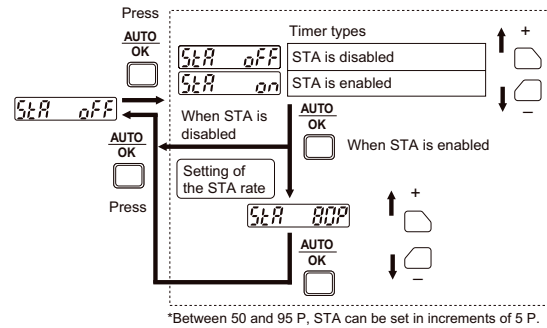 Press
AUTO
OK
Timer types
+
StA oFF
STA is disabled
StA on
STA is enabled
–
StA oFF
When STA is
disabled
AUTO
OK
When STA is enabled
AUTO
OK
Press
Setting of
the STA rate
StA 80P
+
AUTO
OK
–
*Between 50 and 95 P, STA can be set in increments of 5 P.